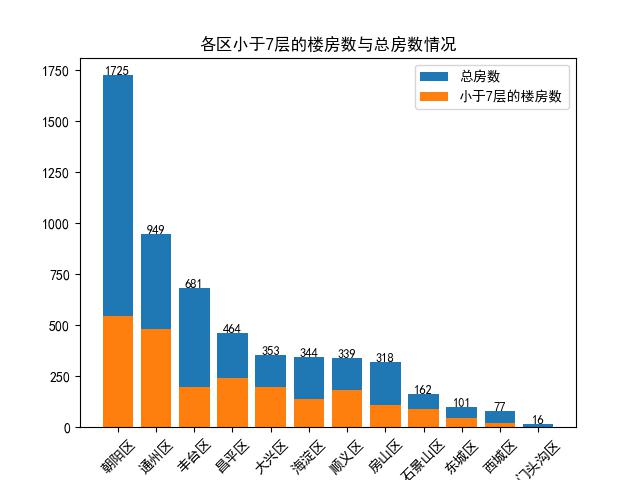 各区小于7层的楼房数与总房数情况
总房数
小于7层的楼房数
1750
1500
1250
1000
750
500
250
0
1725
949
681
464
353
344
339
318
162
101
77
16
朝阳区
通州区
丰台区
昌平区
大兴区
海淀区
顺义区
房山区
石景山区
东城区
西城区
门头沟区